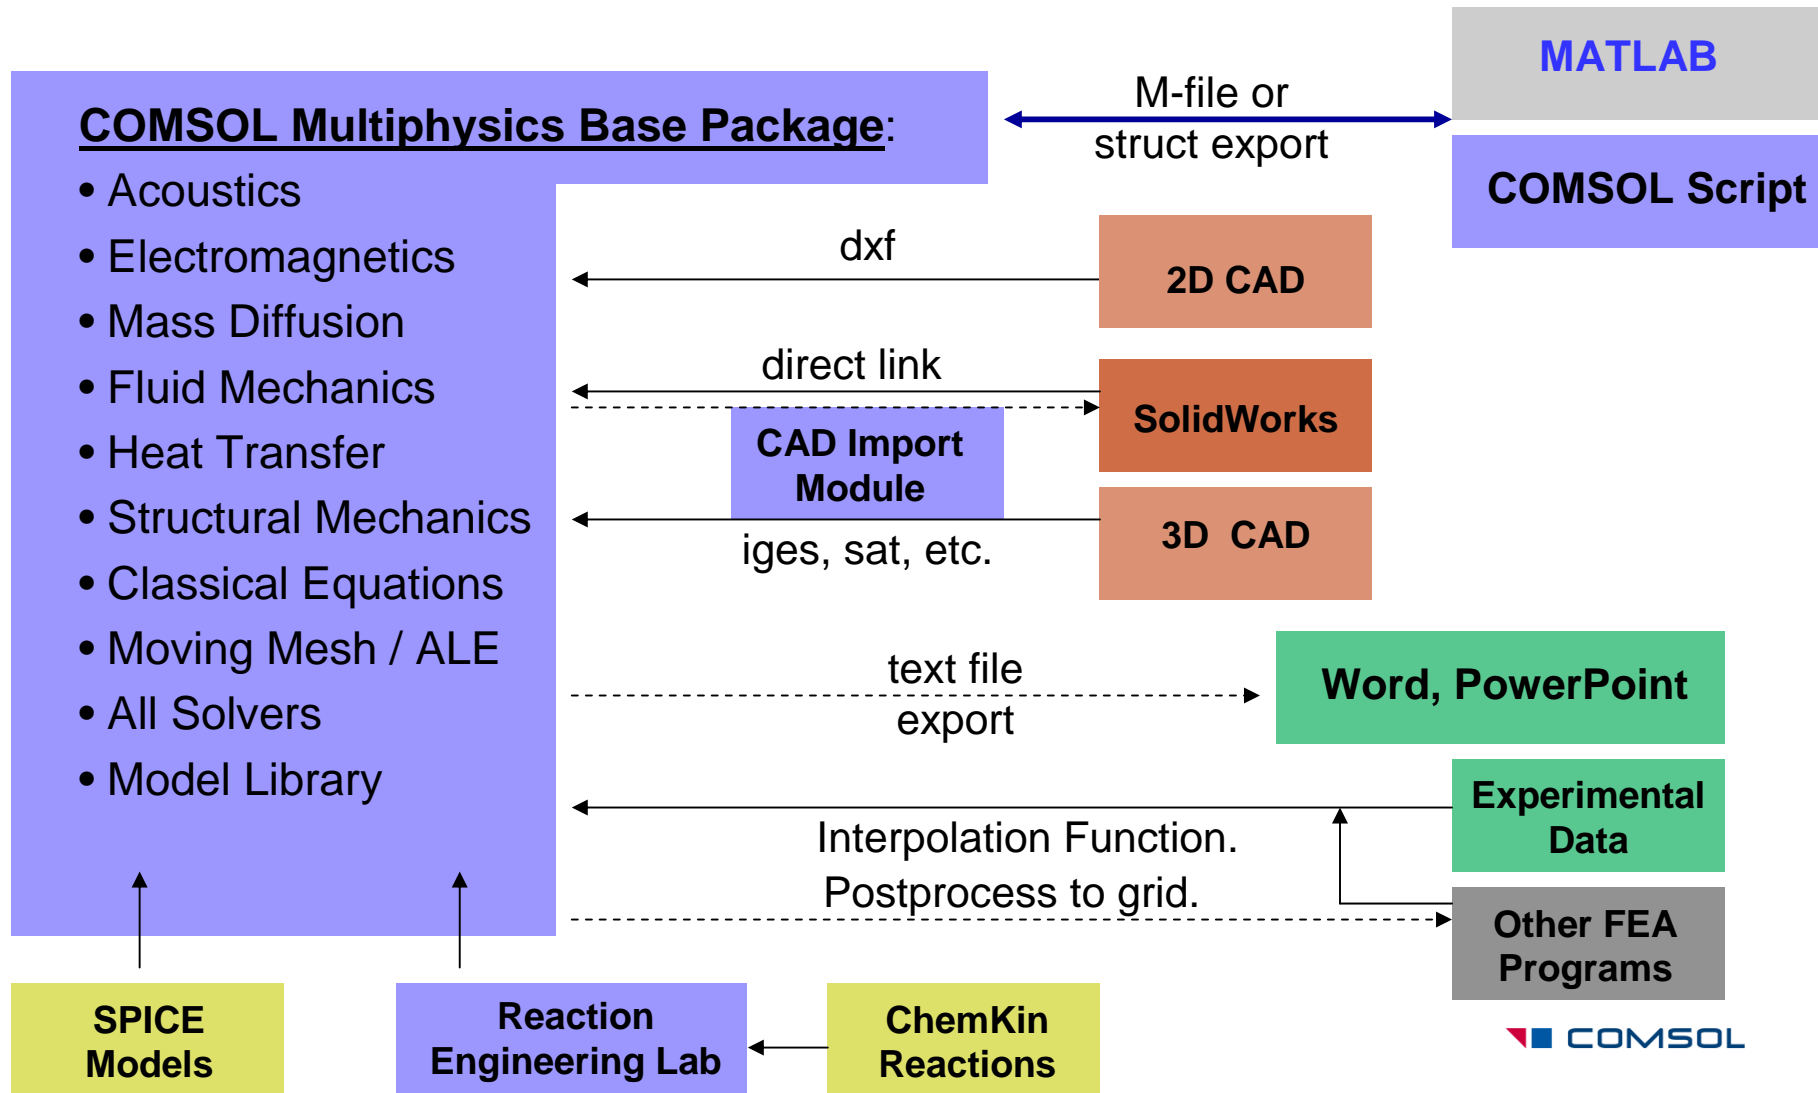 COMSOL Multiphysics Base Package:
• Acoustics
• Electromagnetics
• Mass Diffusion
• Fluid Mechanics
• Heat Transfer
• Structural Mechanics
• Classical Equations
• Moving Mesh / ALE
• All Solvers
• Model Library
M-file or
struct export
MATLAB
COMSOL Script
dxf
2D CAD
direct link
SolidWorks
CAD Import
Module
iges, sat, etc.
3D  CAD
text file
export
Word, PowerPoint
Interpolation Function.
Experimental
Data
Postprocess to grid.
Other FEA
Programs
SPICE
Models
Reaction
Engineering Lab
ChemKin
Reactions
COMSOL